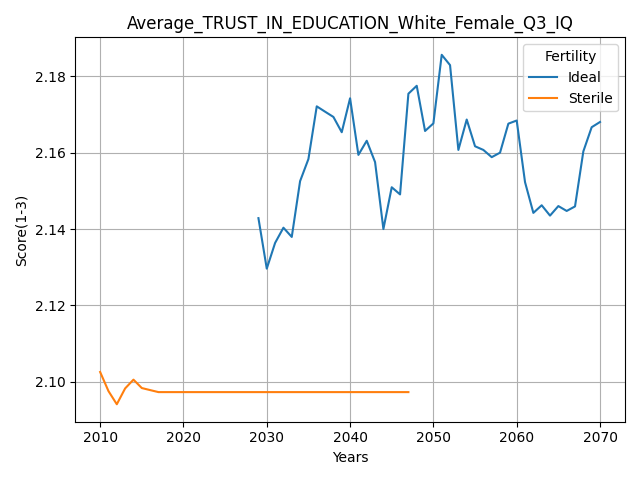 Average_TRUST_IN_EDUCATION_White_Female_Q3_IQ
Fertility
Ideal
Sterile
Score(1-3)
2.18
2.16
2.14
2.12
2.10
2010 2020 2030 2040 2050 2060 2070
Years